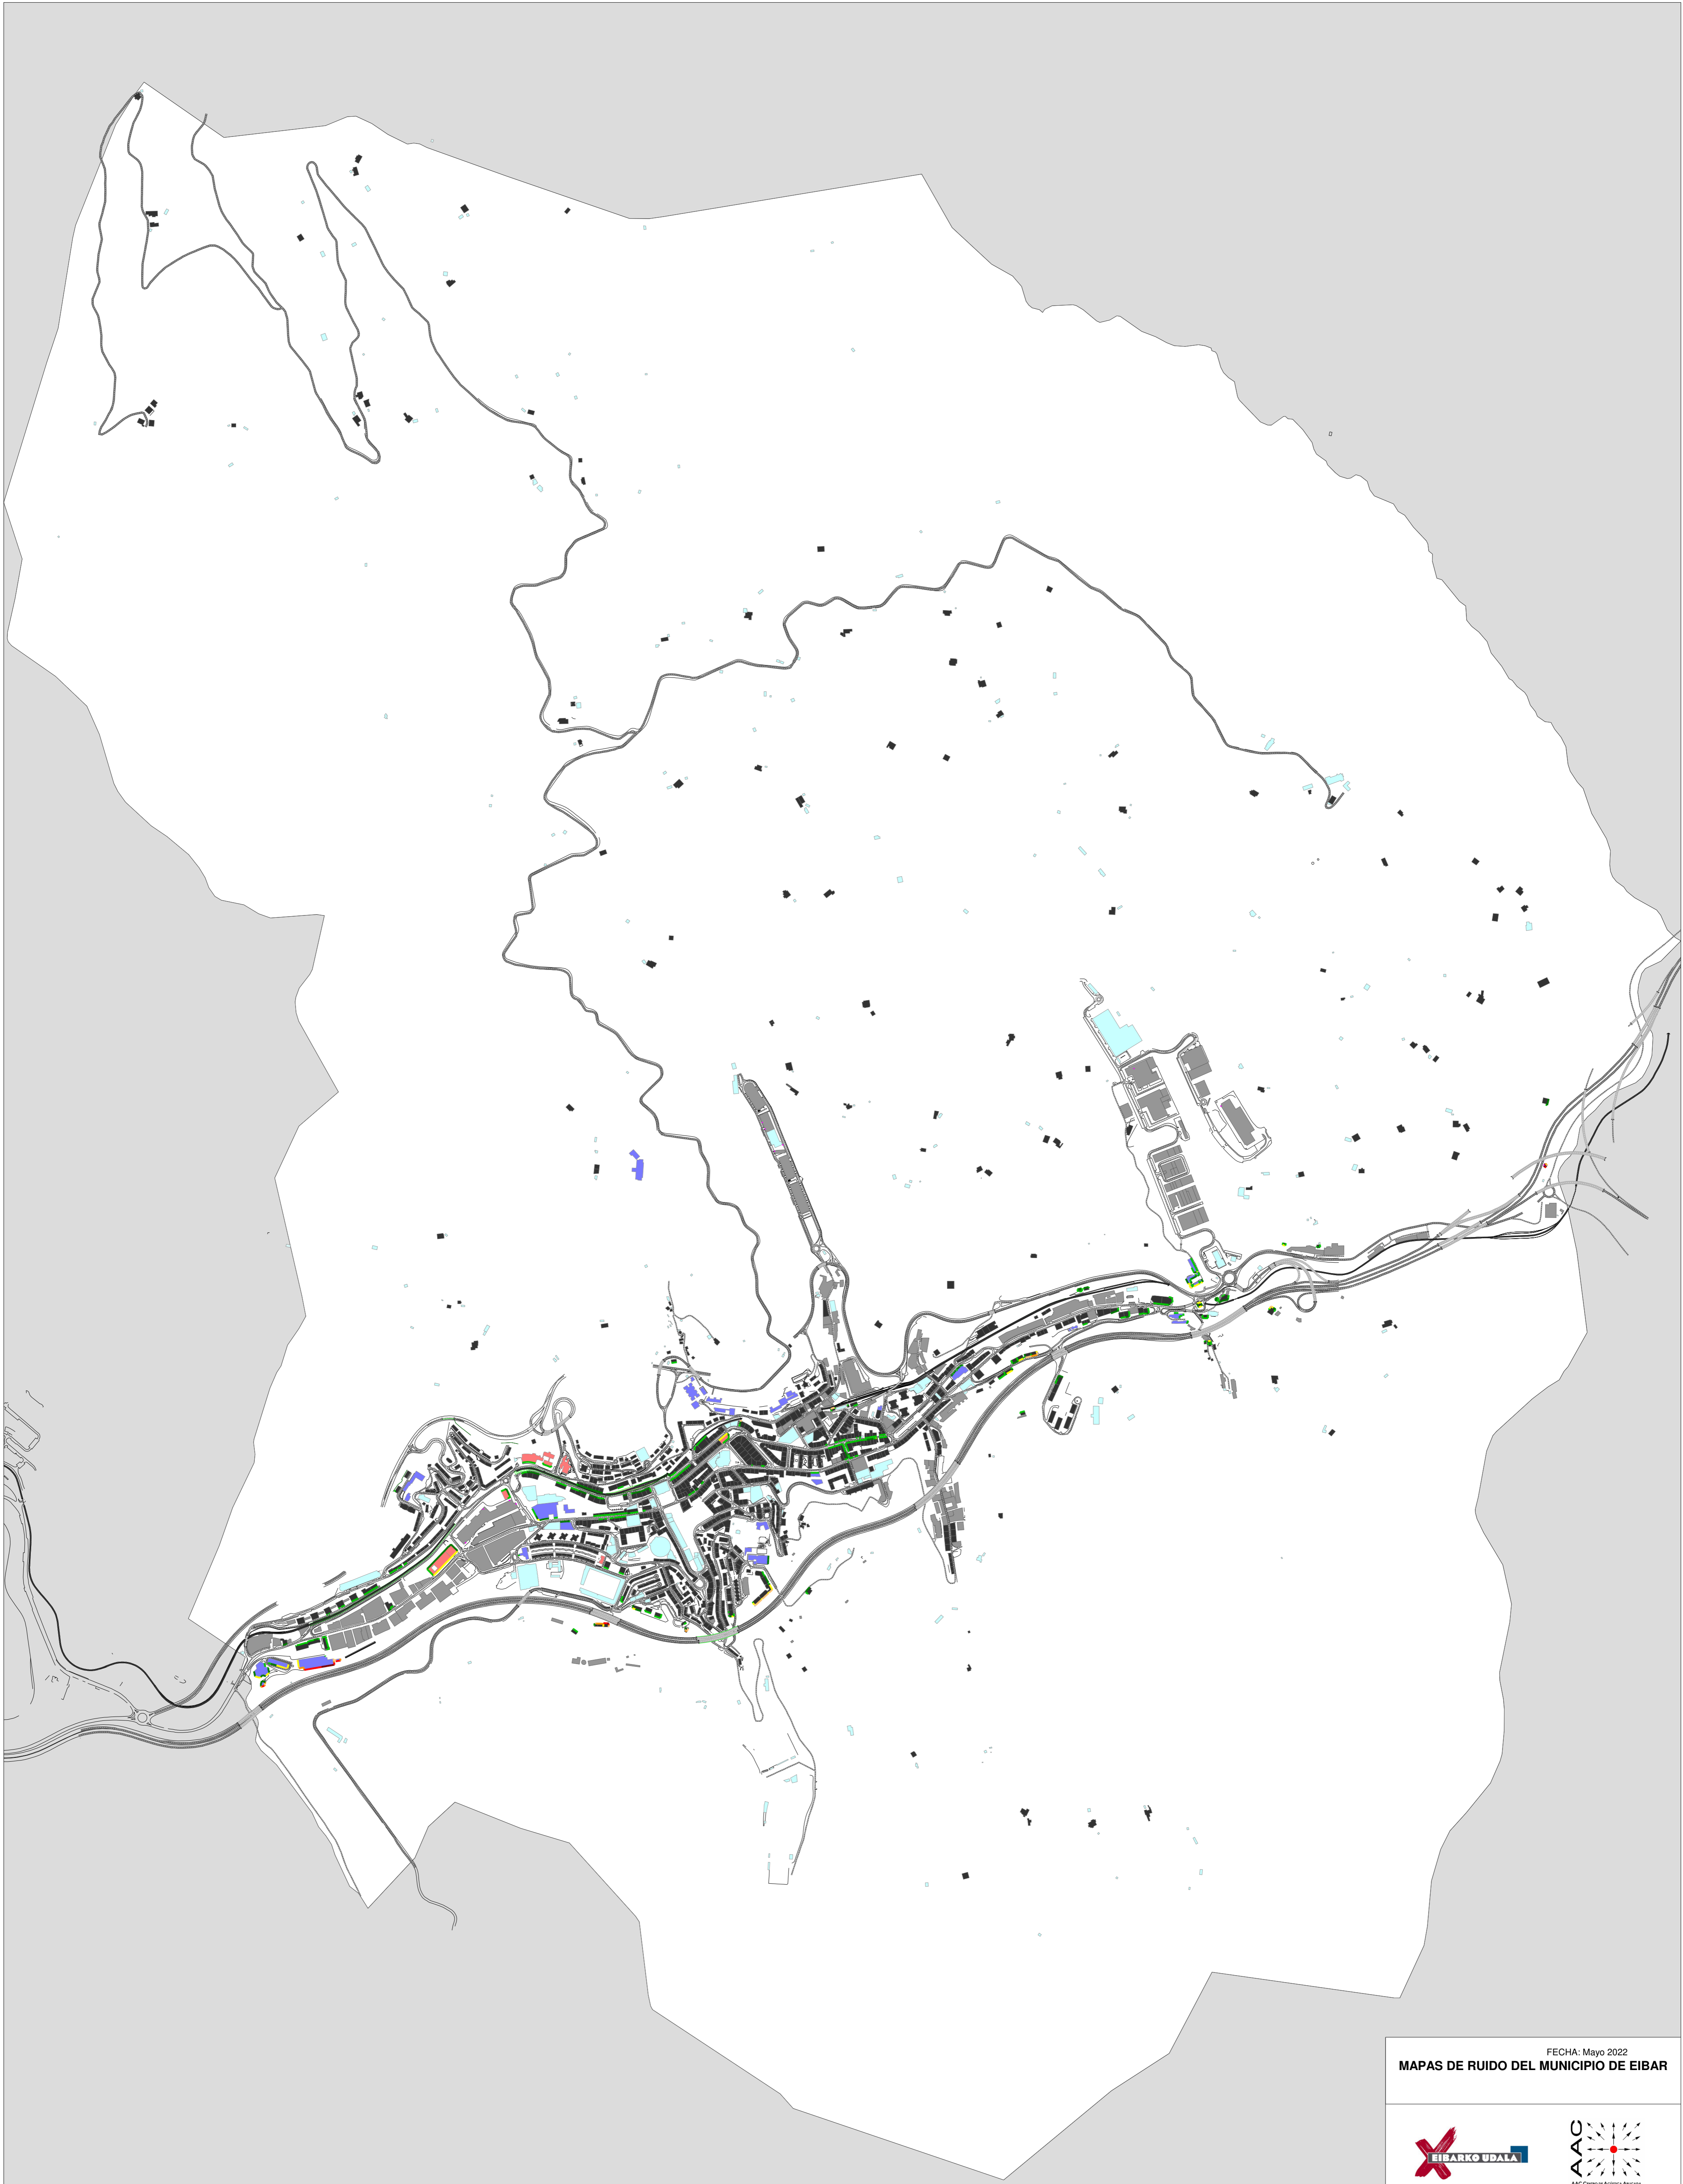 FECHA: Mayo 2022
MAPAS DE RUIDO DEL MUNICIPIO DE EIBAR
EIBARKO UDALA
AAC